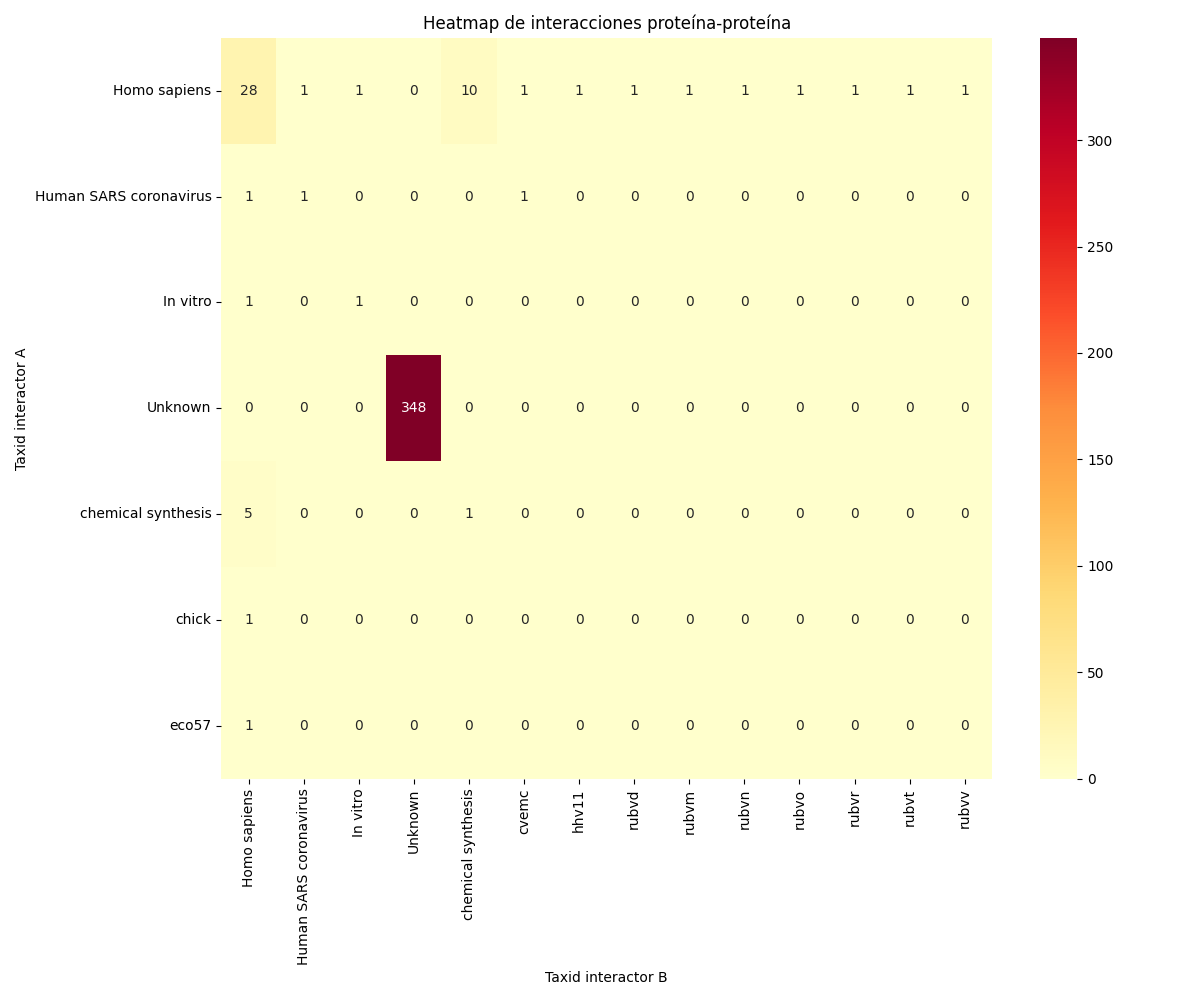 Heatmap de interacciones proteína-proteína
Taxid interactor A
Homo sapiens 28 1 1 0 10 1 1 1 1 1 1 1 1 1
Human SARS coronavirus 1 1 0 0 0 1 0 0 0 0 0 0 0 0
In vitro 1 0 1 0 0 0 0 0 0 0 0 0 0 0
Unknown 0 0 0 348 0 0 0 0 0 0 0 0 0 0
chemical synthesis 5 0 0 0 1 0 0 0 0 0 0 0 0 0
chick 1 0 0 0 0 0 0 0 0 0 0 0 0 0
eco57 1 0 0 0 0 0 0 0 0 0 0 0 0 0
Homo sapiens
Human SARS coronavirus
In vitro
Unknown
chemical synthesis
cvemc
hhv11
rubvd
rubvm
rubvn
rubvo
rubvr
rubvt
rubvv
Taxid interactor B
300
250
200
150
100
50
0